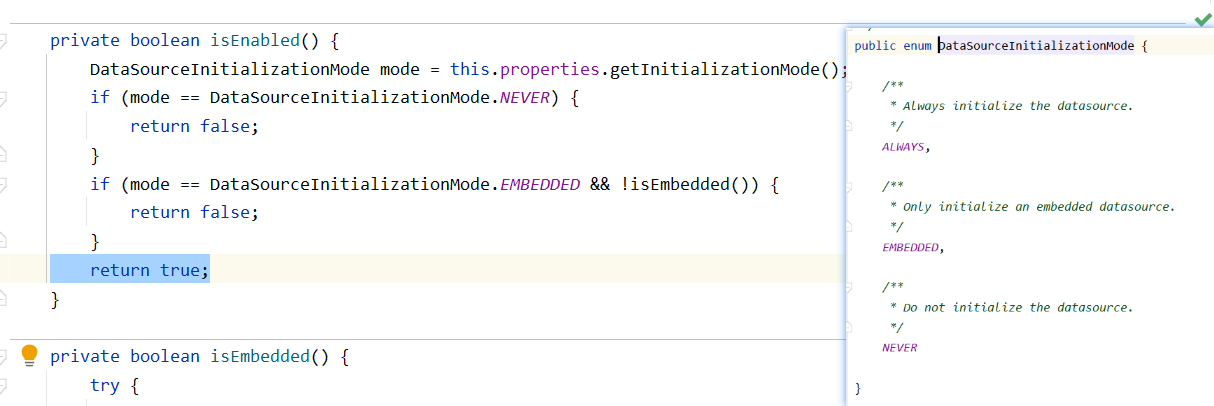 private boolean isEnabled() {
DataSourceInitializationMode mode = this.properties.getInitializationMode();
if (mode == DataSourceInitializationMode.NEVER) {
return false;
}
if (mode == DataSourceInitializationMode.EMBEDDED && !isEmbedded()) {
return false;
}
return true;
}
private boolean isEmbedded() {
try {
public enum DataSourceInitializationMode {
/**
* Always initialize the datasource.
*/
ALWAYS,
/**
* Only initialize an embedded datasource.
*/
EMBEDDED,
/**
* Do not initialize the datasource.
*/
NEVER
}